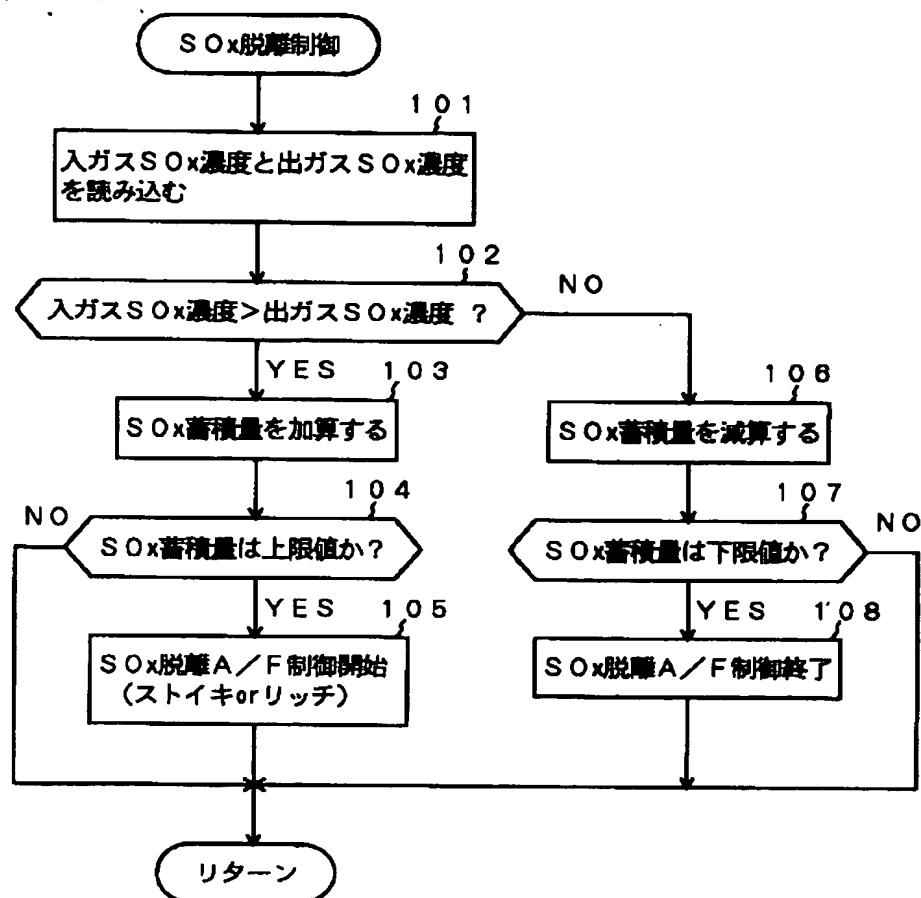 SOx脱離制御
101
入ガスSOx濃度と出ガスSOx濃度
を読み込む
102
入ガスSOx濃度>出ガスSOx濃度 ?
NO
YES
103
SOx蓄積量を加算する
106
SOx蓄積量を減算する
104
NO
SOx蓄積量は上限値か?
107
SOx蓄積量は下限値か?
NO
YES
105
SOx脱離A/F制御開始
(ストイキorリッチ)
YES
108
SOx脱離A/F制御終了
リターン